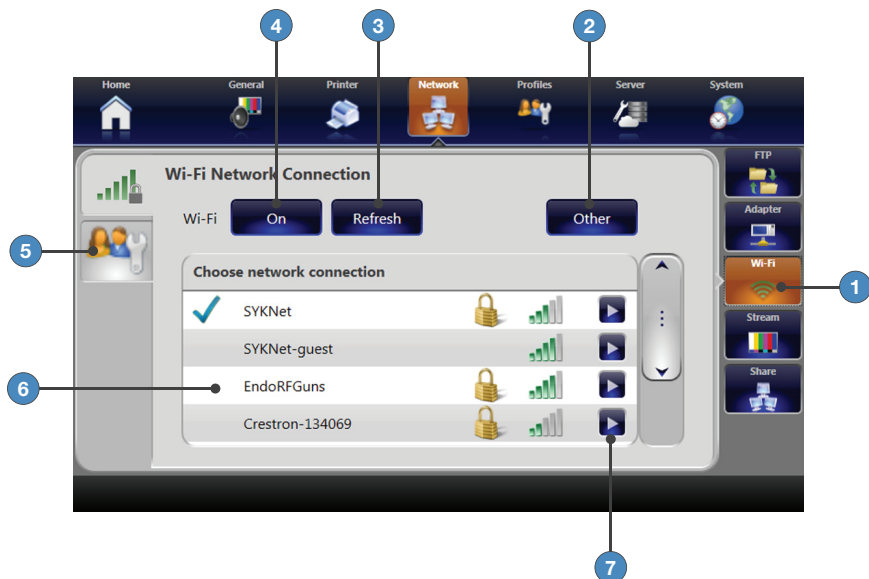 4
3
2
Home
General
Printer
Network
Profiles
Server
System
FTP
Wi-Fi Network Connection
Adapter
Wi-Fi
On
Refresh
Other
5
Wi-Fi
Choose network connection
1
SYKNet
Stream
SYKNet-guest
Share
6
EndoRFGuns
Crestron-134069
7